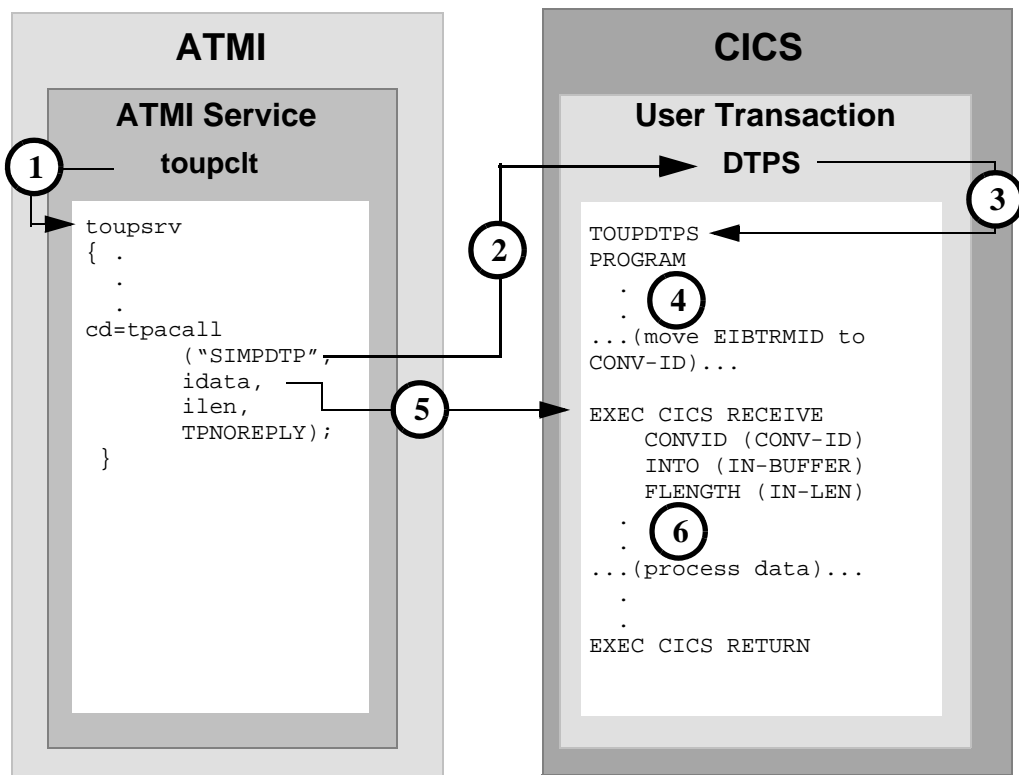 ATMI
ATMI Service
toupclt
1
toupsrv
{ .
.
.
cd=tpacall
("SIMPDTP",
idata,
ilen,
TPNOREPLY);
}
2
5
CICS
User Transaction
DTPS
3
TOUPDTPS
PROGRAM
.
.
4
...(move EIBTRMID to
CONV-ID)...
EXEC CICS RECEIVE
CONVID (CONV-ID)
INTO (IN-BUFFER)
FLENGTH (IN-LEN)
.
.
6
...(process data)...
.
.
EXEC CICS RETURN